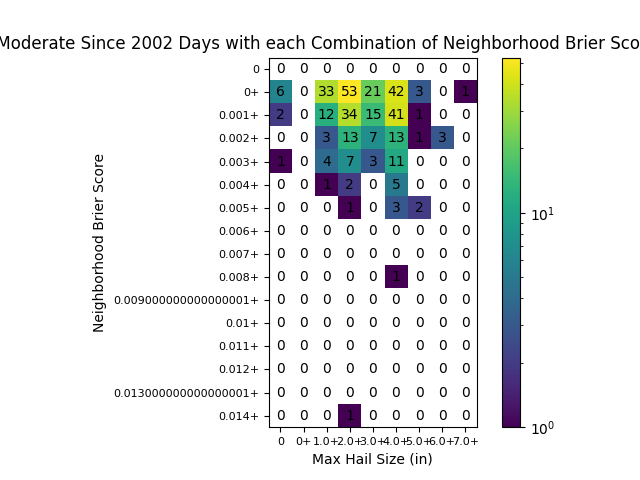 Moderate Since 2002 Days with each Combination of Neighborhood Brier Sco
0 0 0 0 0 0 0 0 0 0
0+ 6 0 33 53 21 42 3 0 1
0.001+ 2 0 12 34 15 41 1 0 0
0.002+ 0 0 3 13 7 13 1 3 0
0.003+ 1 0 4 7 3 11 0 0 0
0.004+ 0 0 1 2 0 5 0 0 0
0.005+ 0 0 0 1 0 3 2 0 0
0.006+ 0 0 0 0 0 0 0 0 0
0.007+ 0 0 0 0 0 0 0 0 0
0.008+ 0 0 0 0 0 1 0 0 0
0.009000000000000001+ 0 0 0 0 0 0 0 0 0
0.01+ 0 0 0 0 0 0 0 0 0
0.011+ 0 0 0 0 0 0 0 0 0
0.012+ 0 0 0 0 0 0 0 0 0
0.013000000000000001+ 0 0 0 0 0 0 0 0 0
0.014+ 0 0 0 1 0 0 0 0 0
0 0+ 1.0+ 2.0+ 3.0+ 4.0+ 5.0+ 6.0+ 7.0+
Max Hail Size (in)
Neighborhood Brier Score
10¹
10⁰